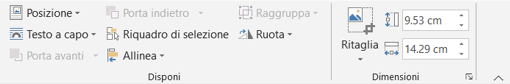 Posizione Porta indietro Raggruppa
Testo a capo Riquadro di selezione Ruota
Porta avanti Allinea
Disponi
Ritaglia
9.53 cm
14.29 cm
Dimensioni